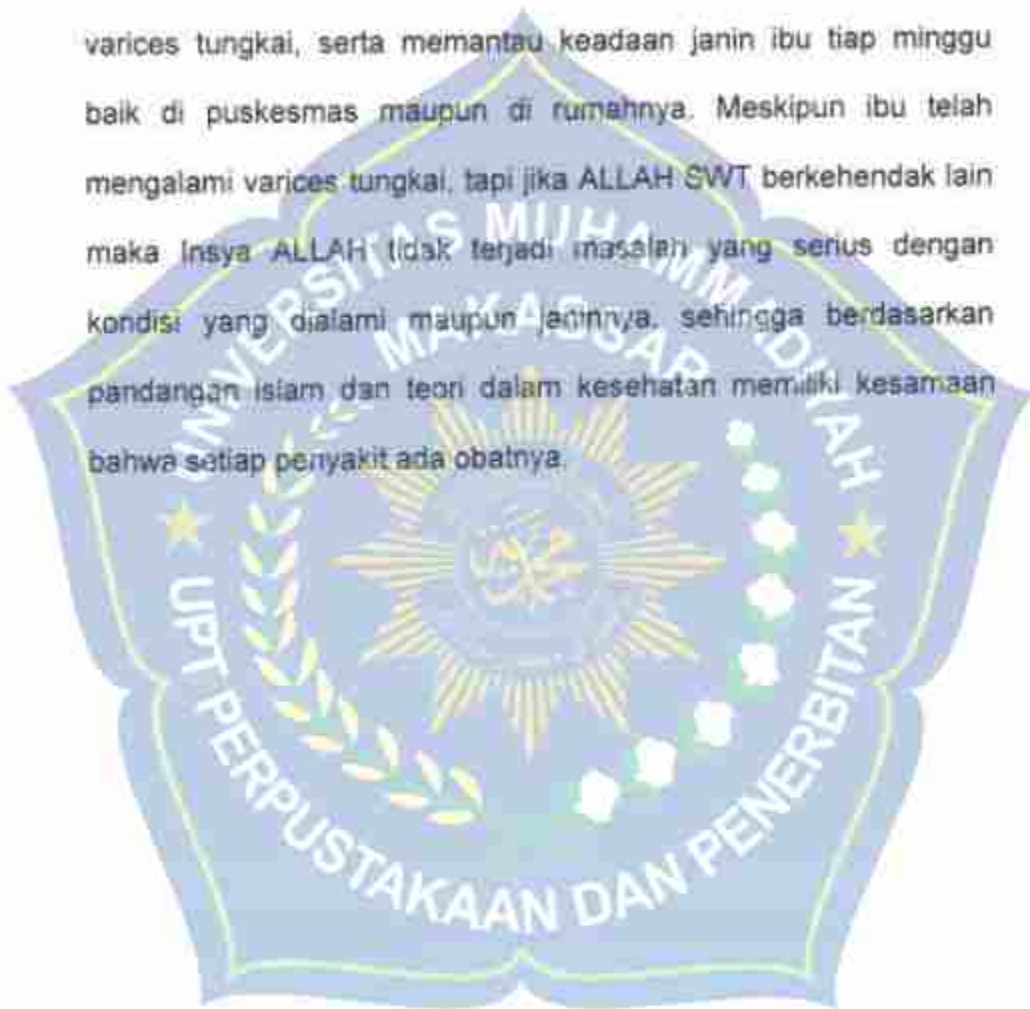 varices tungkai, serta memantau keadaan janin ibu tiap minggu
baik di puskesmas maupun di rumahnya. Meskipun ibu telah
mengalami varices tungkai, tapi jika ALLAH SWT berkehendak lain
maka Insya ALLAH tidak terjadi masalah yang serius dengan
kondisi yang dialami maupun janinnya, sehingga berdasarkan
pandangan islam dan teori dalam kesehatan memiliki kesamaan
bahwa setiap penyakit ada obatnya.
UNIVERSITAS MUHAMMADIYAH
MAKASSAR
UPT PERPUSTAKAAN DAN PENERBITAN